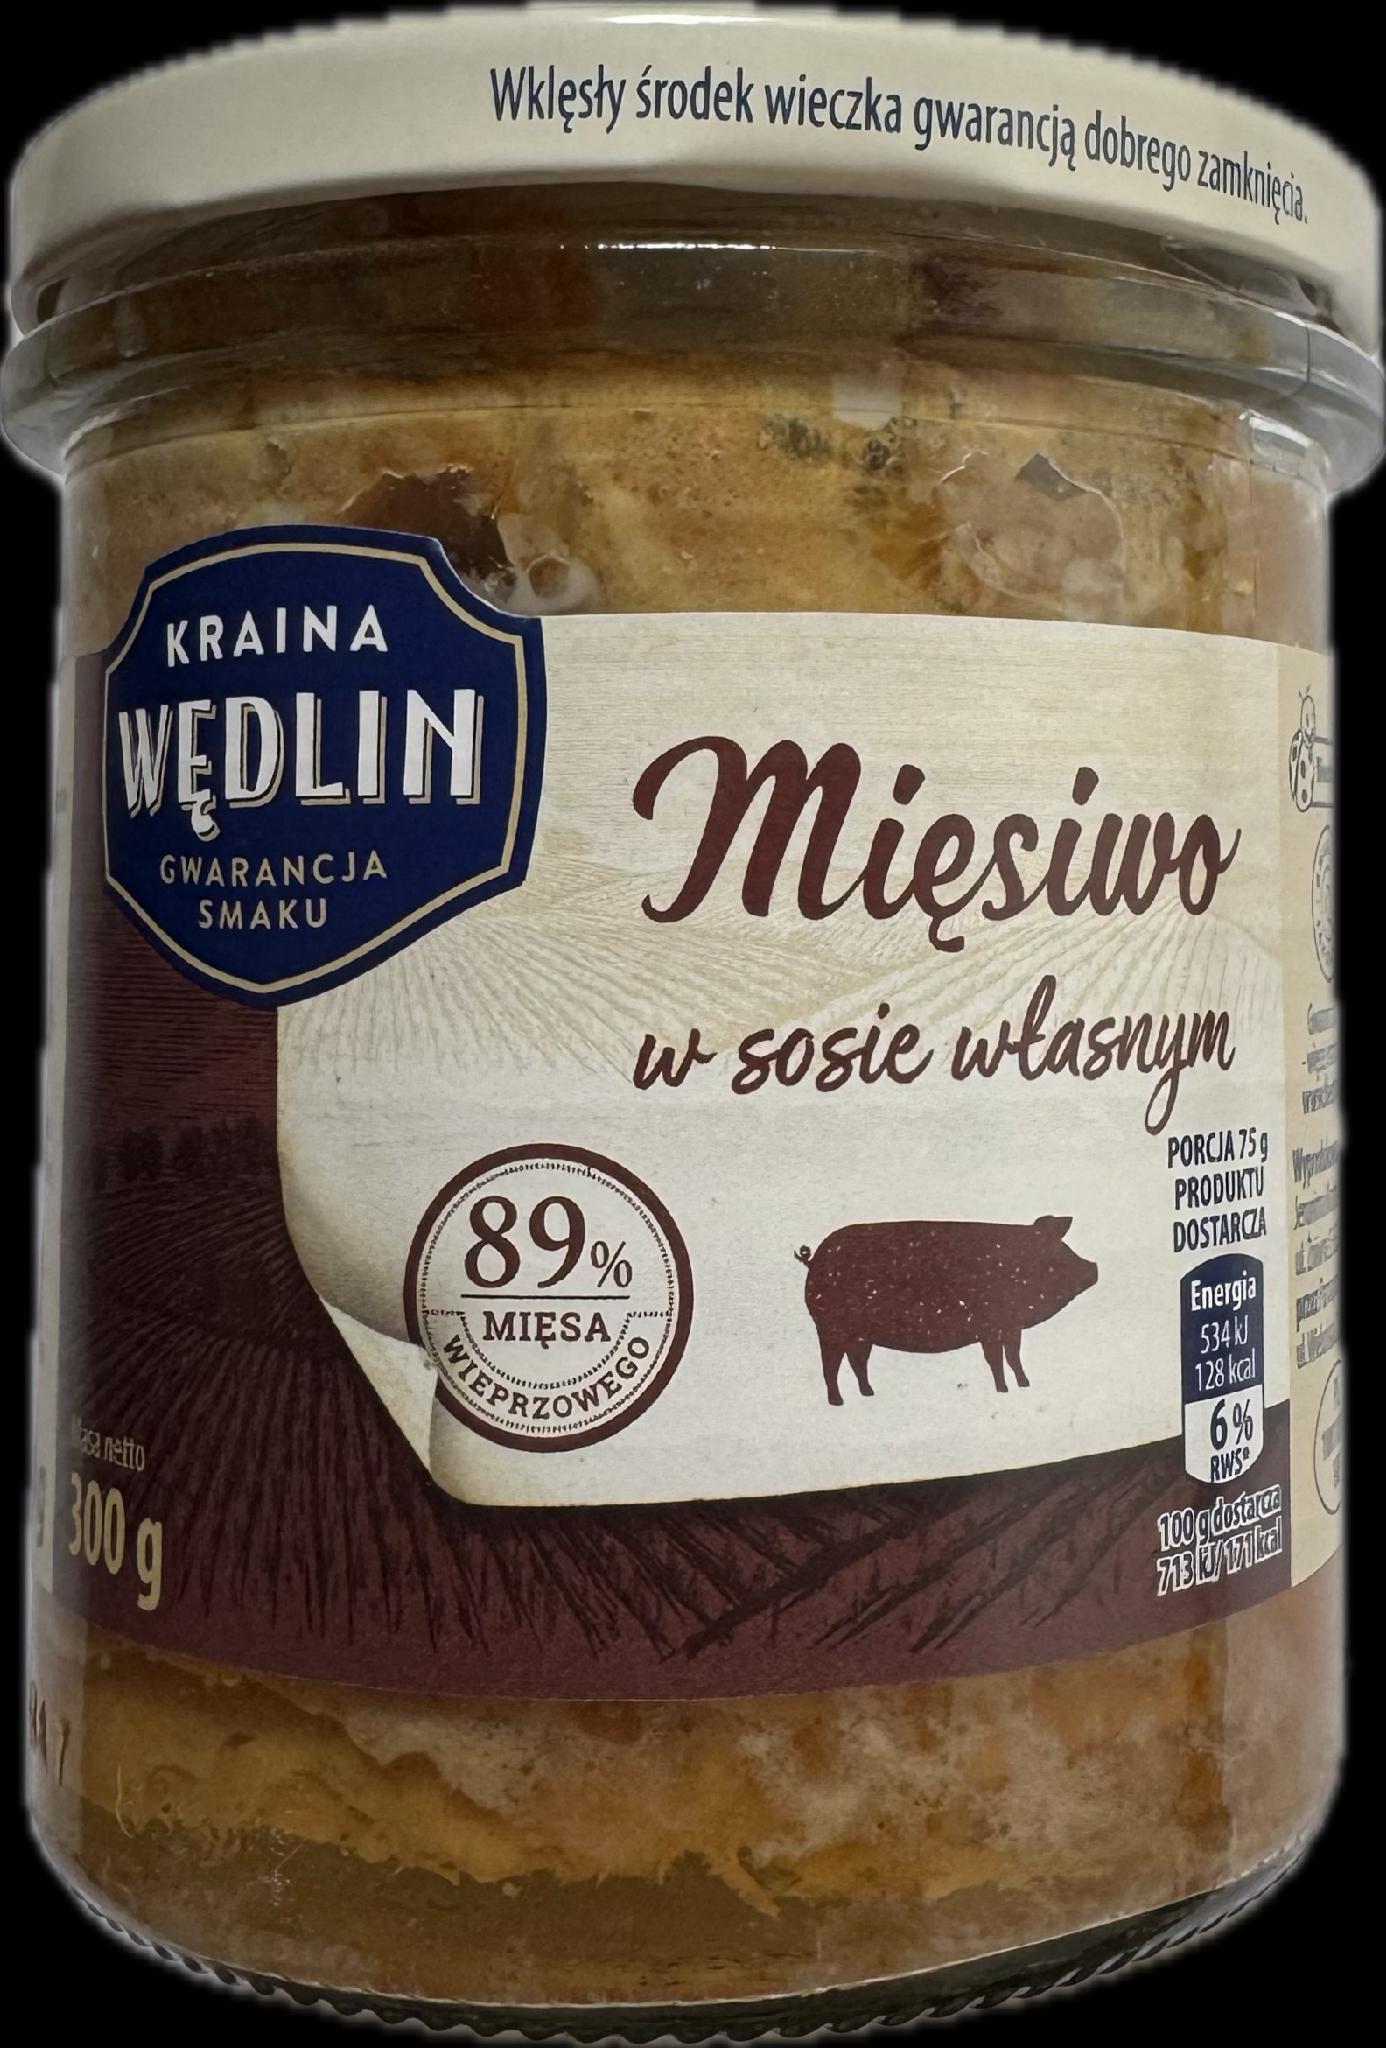 Wklęsły środek wieczka gwarancją dobrego zamknięcia.
KRAINA
WĘDLIN
GWARANCJA
SMAKU
Mięsiwo
w sosie własnym
89%
MIĘSA
WIEPRZOWEGO
PORCJA 75 g
PRODUKTU
DOSTARCZA
Energia
534 kJ
128 kcal
6%
RWS*
100 g dostarcza
713 kJ/171 kcal
netto
300 g